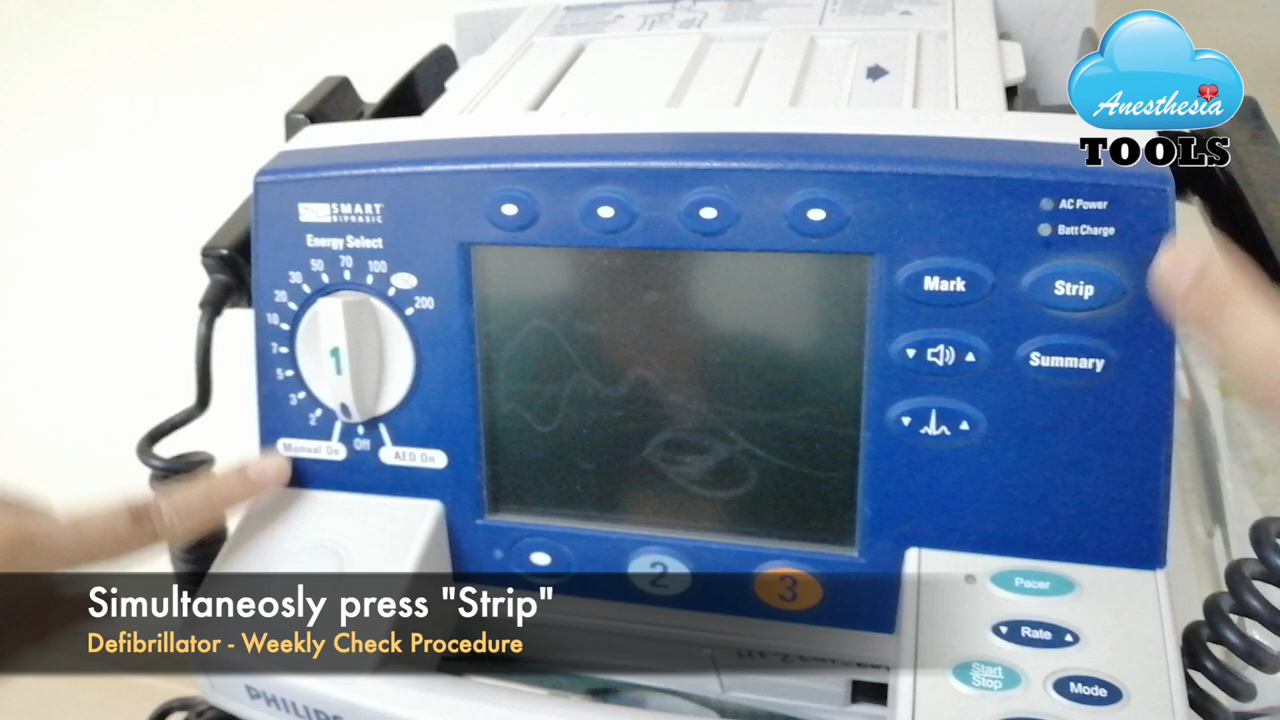 Anesthesia
TOOLS
SMART
BIPHASIC
Energy Select
70
50
100
30
150
20
200
10
7
5
3
2
1
Manual On
Off
AED On
AC Power
Batt Charge
Mark
Strip
Summary
2
3
Pacer
Rate
Start
Stop
Mode
PHILIPS
Simultaneosly press "Strip"
Defibrillator - Weekly Check Procedure